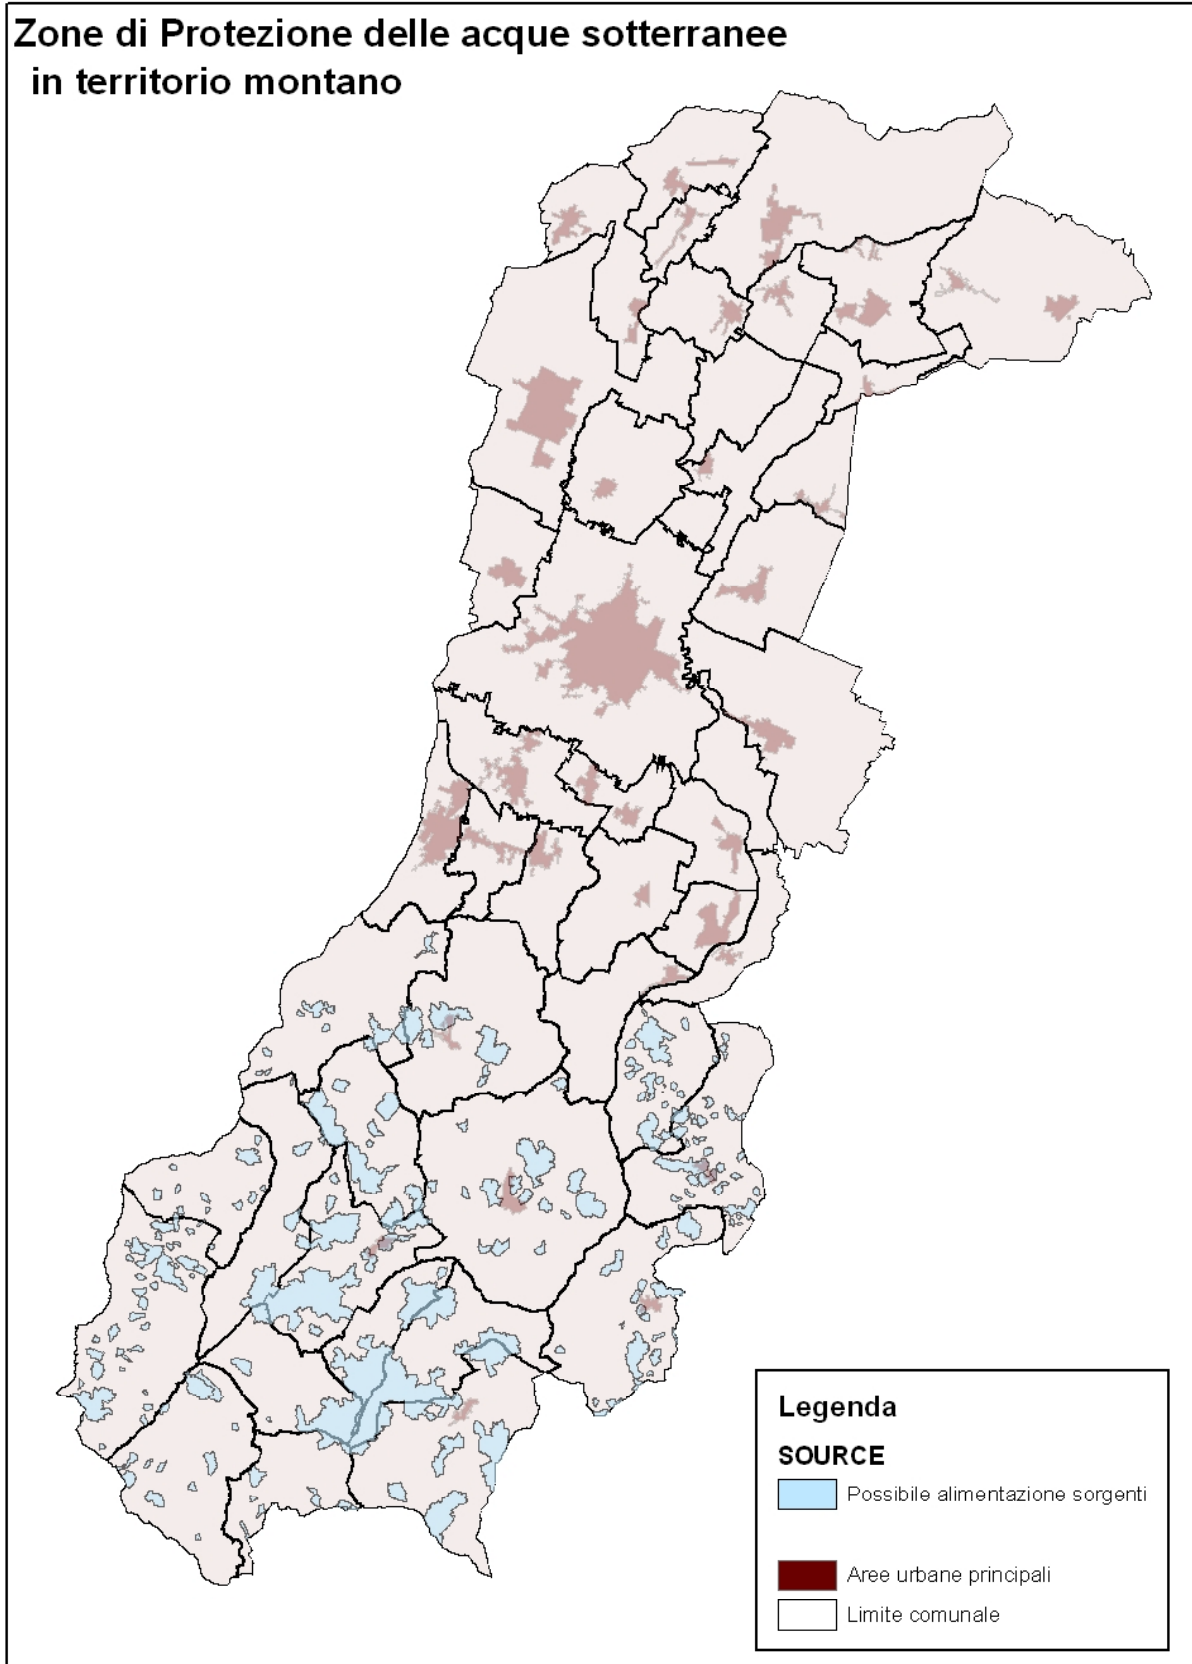 Zone di Protezione delle acque sotterranee
in territorio montano
Legenda
SOURCE
Possibile alimentazione sorgenti
Aree urbane principali
Limite comunale